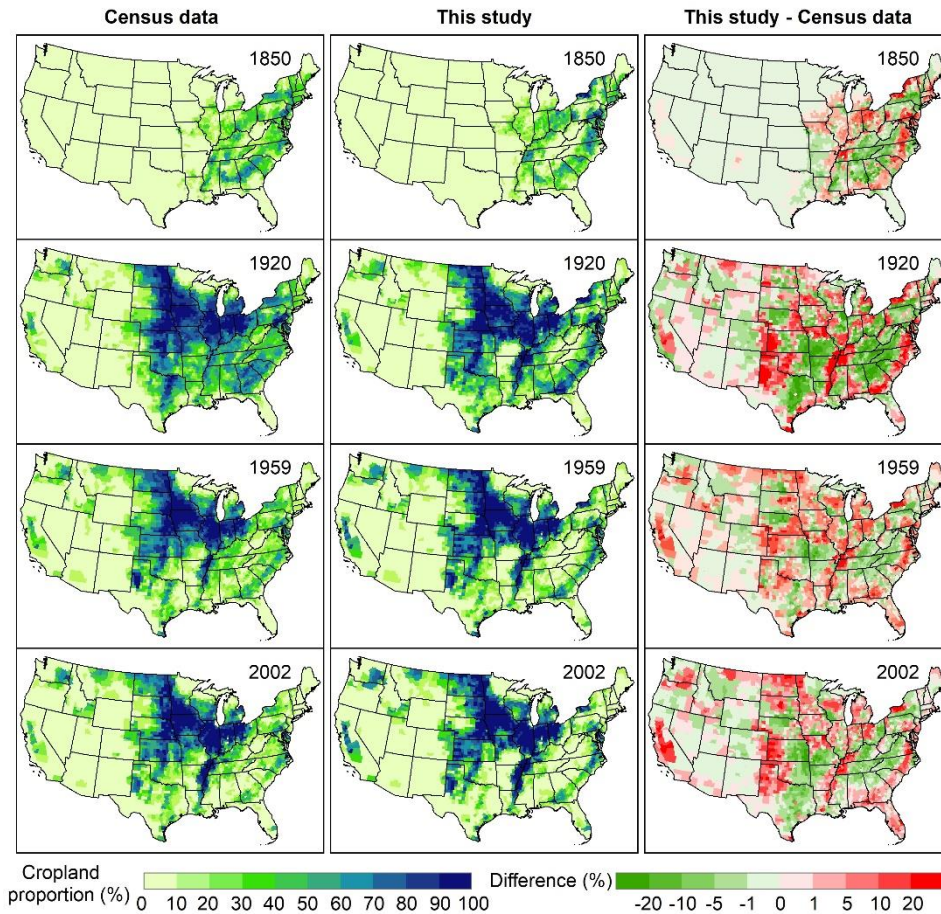 Census data This study This study - Census data
1850 1850 1850
1920 1920 1920
1959 1959 1959
2002 2002 2002
Cropland
proportion (%)
0 10 20 30 40 50 60 70 80 90 100
Difference (%)
-20 -10 -5 -1 0 1 5 10 20